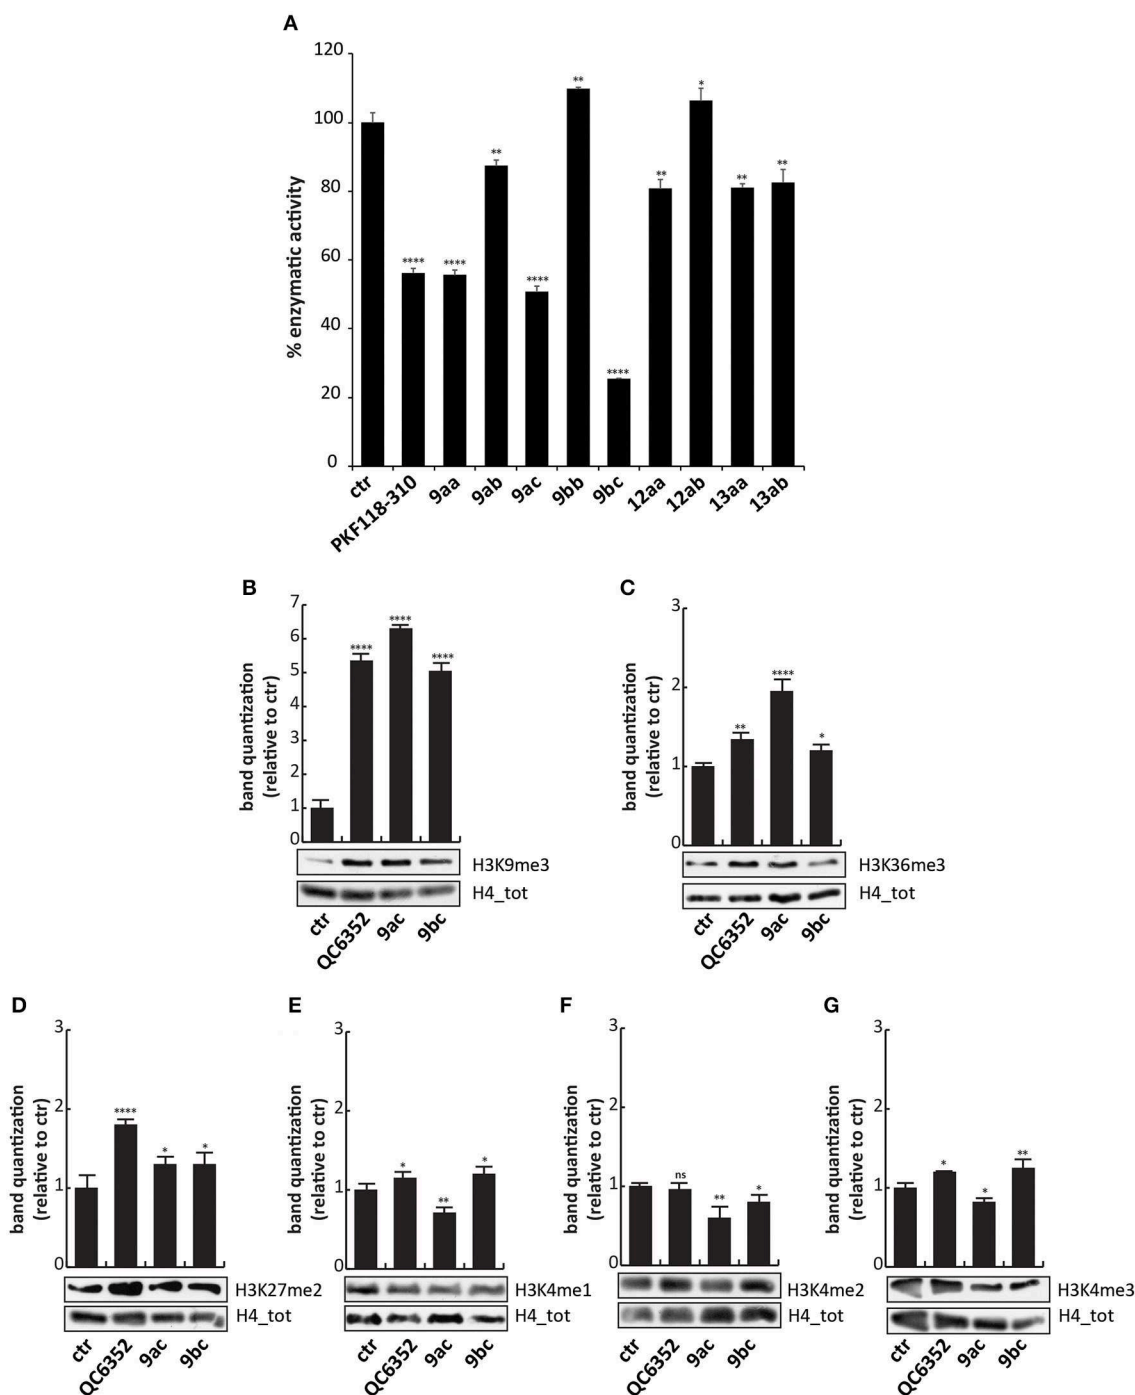 A
% enzymatic activity
120
100
80
60
40
20
0
**
*
**
**
**
**
****
****
****
****
ctr
PKF118-310
9aa
9ab
9ac
9bb
9bc
12aa
12ab
13aa
13ab
B
band quantization
(relative to ctr)
7
6
5
4
3
2
1
0
****
****
****
H3K9me3
H4_tot
ctr
QC6352
9ac
9bc
C
band quantization
(relative to ctr)
3
2
1
0
**
****
*
H3K36me3
H4_tot
ctr
QC6352
9ac
9bc
D
band quantization
(relative to ctr)
3
2
1
0
****
*
*
H3K27me2
H4_tot
ctr
QC6352
9ac
9bc
E
band quantization
(relative to ctr)
3
2
1
0
*
**
*
H3K4me1
H4_tot
ctr
QC6352
9ac
9bc
F
band quantization
(relative to ctr)
3
2
1
0
ns
**
*
H3K4me2
H4_tot
ctr
QC6352
9ac
9bc
G
band quantization
(relative to ctr)
3
2
1
0
*
*
**
H3K4me3
H4_tot
ctr
QC6352
9ac
9bc